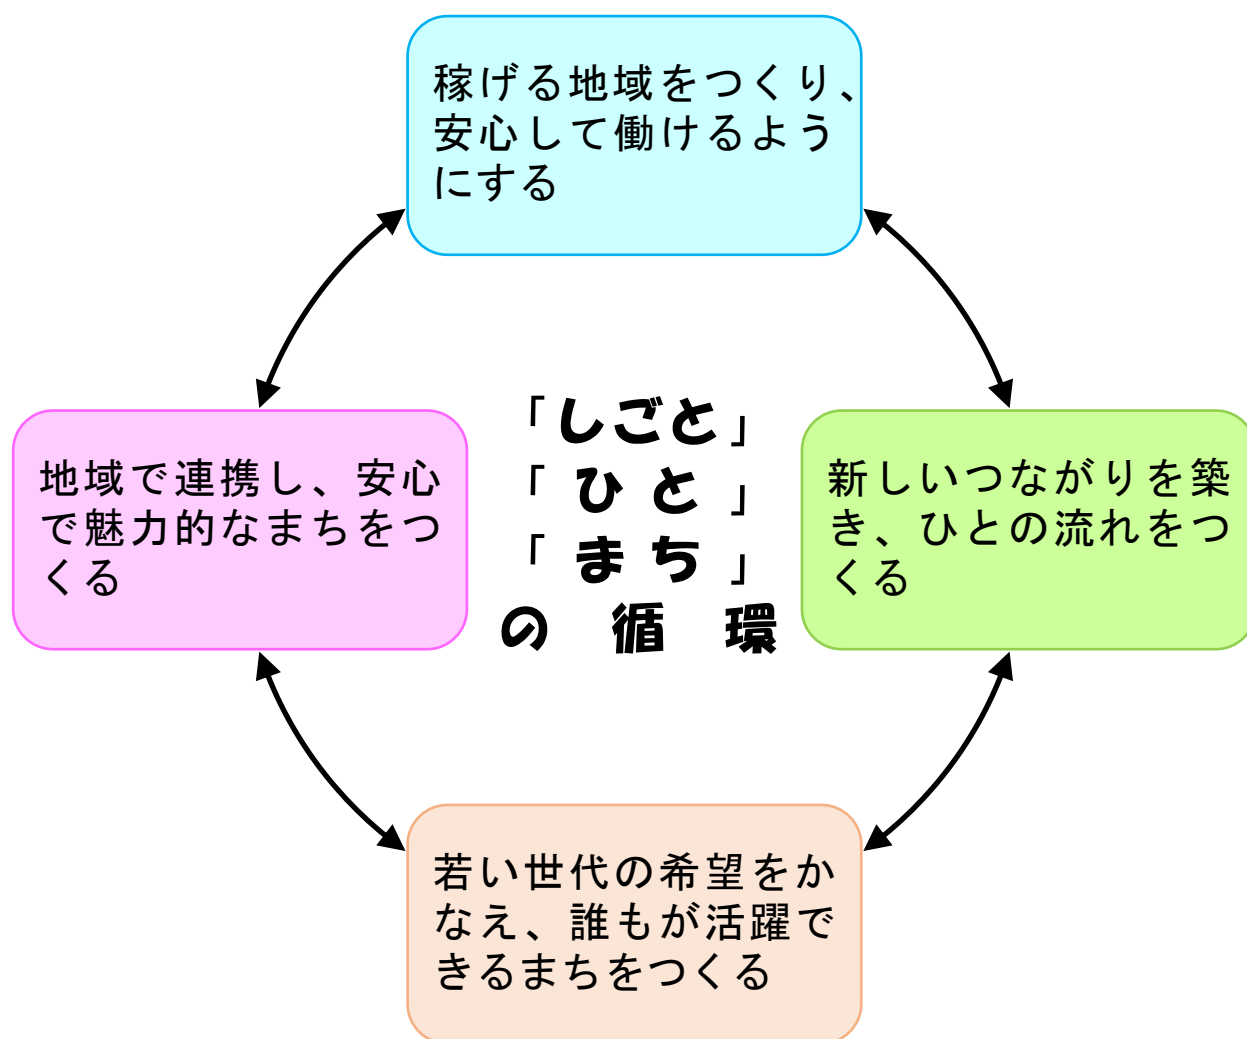 稼げる地域をつくり、
安心して働けるよう
にする
地域で連携し、安心
で魅力的なまちをつ
くる
「しごと」
「ひと」
「まち」
の循環
新しいつながりを築
き、ひとの流れをつ
くる
若い世代の希望をか
なえ、誰もが活躍で
きるまちをつくる